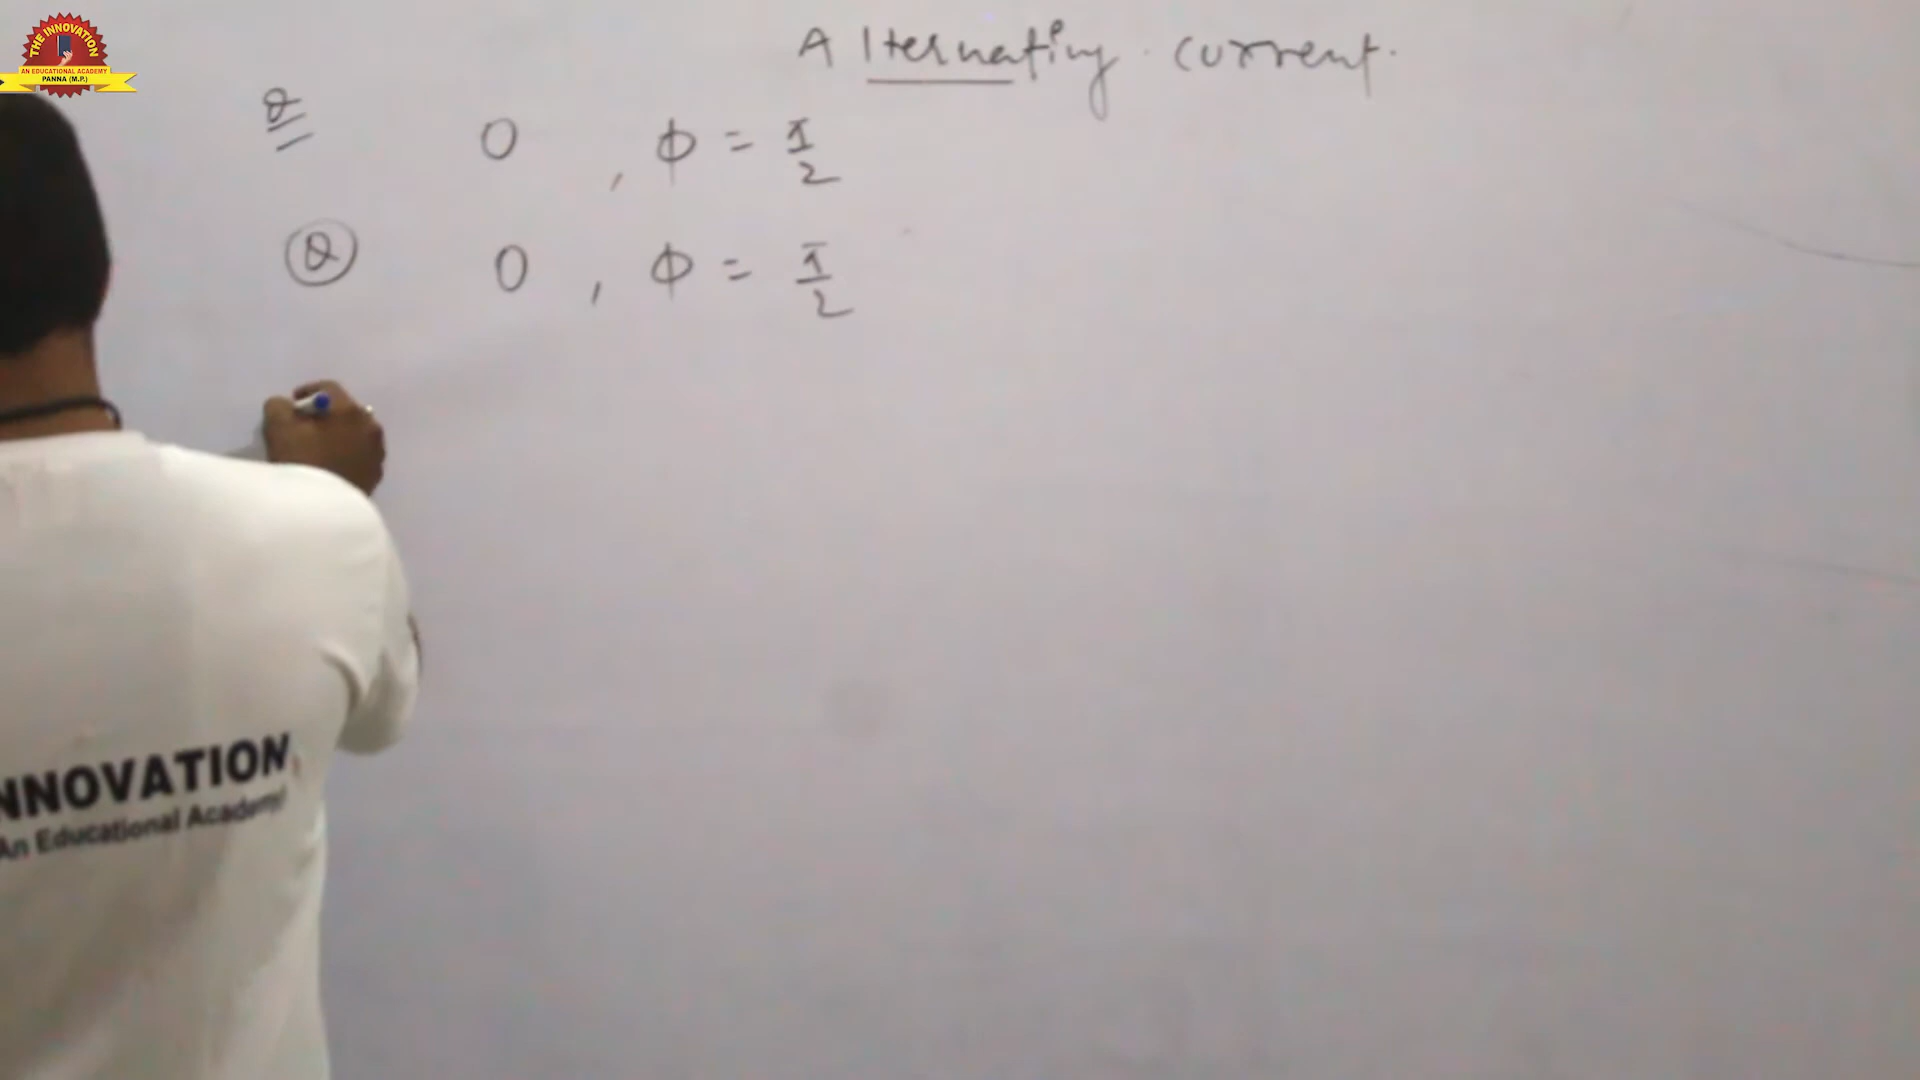 THE INNOVATION
AN EDUCATIONAL ACADEMY
PANNA (M.P.)
Alternating current.
Q 0 , ϕ = π/2
Q 0 , ϕ = π/2
NNOVATION
An Educational Academy